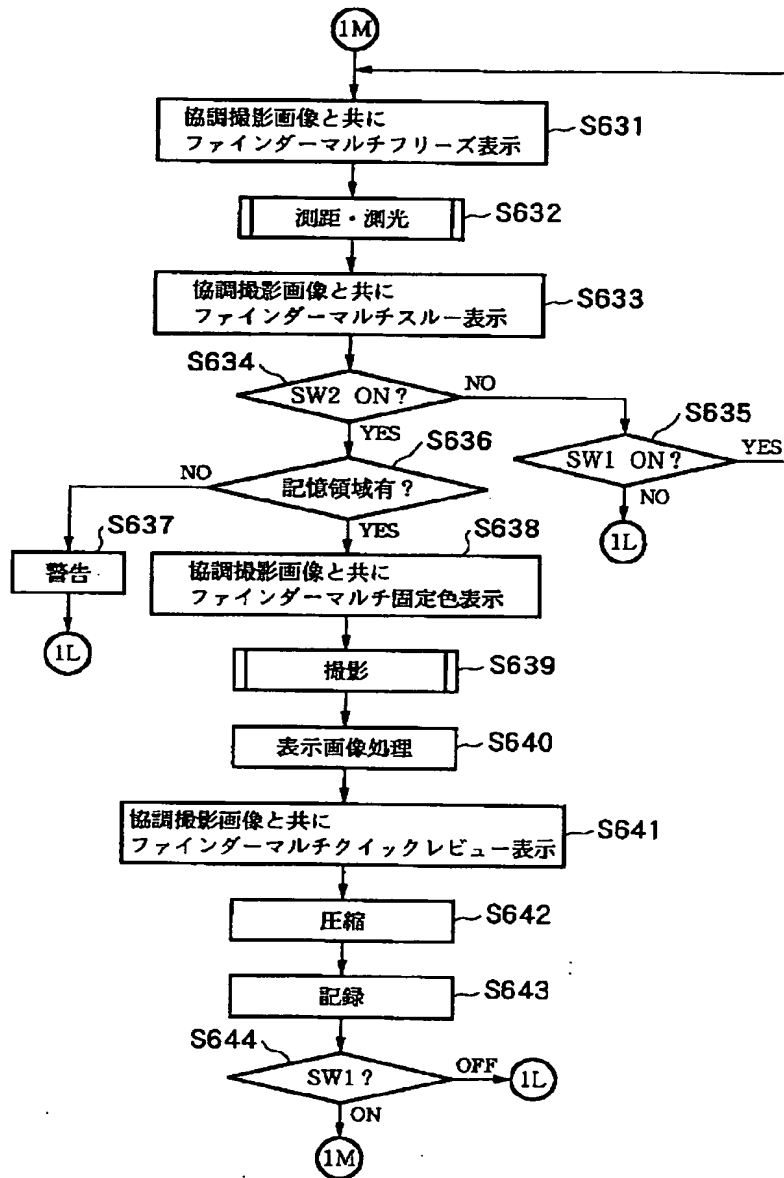 1M
協調撮影画像と共に
ファインダーマルチフリーズ表示
S631
測距・測光
S632
協調撮影画像と共に
ファインダーマルチスルー表示
S633
S634
SW2 ON?
NO
YES
S635
SW1 ON?
YES
NO
1L
S636
記憶領域有?
NO
YES
S637
警告
1L
S638
協調撮影画像と共に
ファインダーマルチ固定色表示
撮影
S639
表示画像処理
S640
協調撮影画像と共に
ファインダーマルチクイックレビュー表示
S641
圧縮
S642
記録
S643
S644
SW1?
OFF
1L
ON
1M